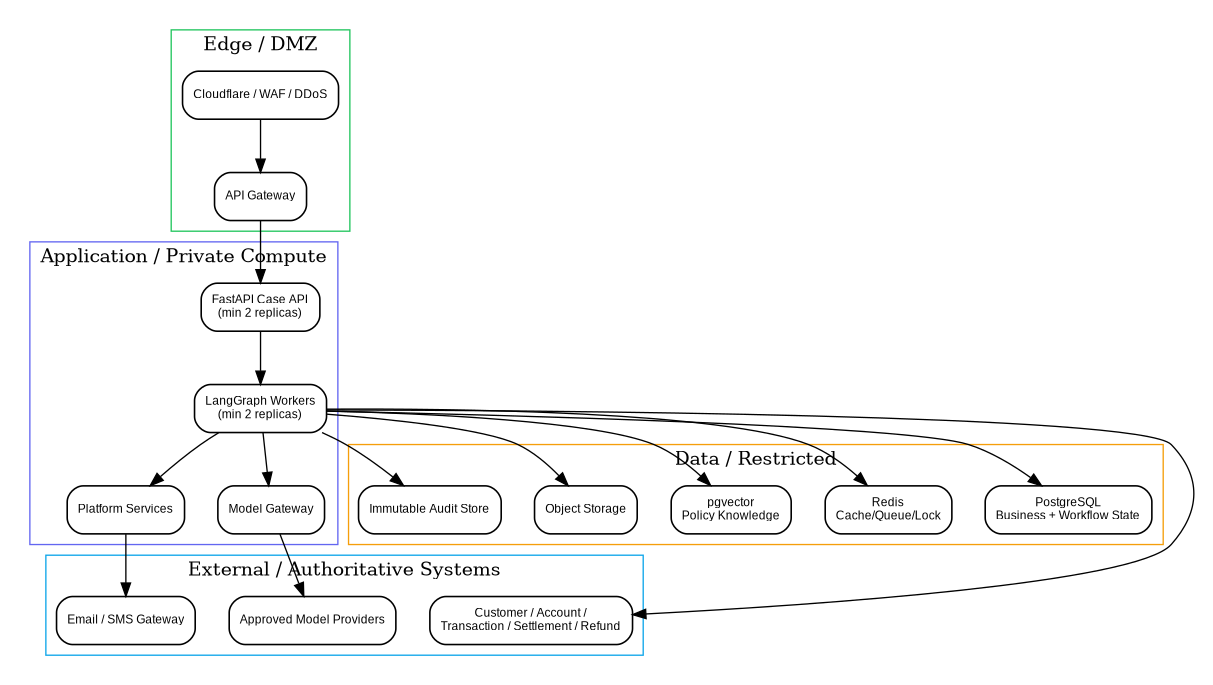 Edge / DMZ
Cloudflare / WAF / DDoS
API Gateway
Application / Private Compute
FastAPI Case API
(min 2 replicas)
LangGraph Workers
(min 2 replicas)
Data / Restricted
Platform Services
Model Gateway
Immutable Audit Store
Object Storage
pgvector
Policy Knowledge
Redis
Cache/Queue/Lock
PostgreSQL
Business + Workflow State
External / Authoritative Systems
Email / SMS Gateway
Approved Model Providers
Customer / Account /
Transaction / Settlement / Refund